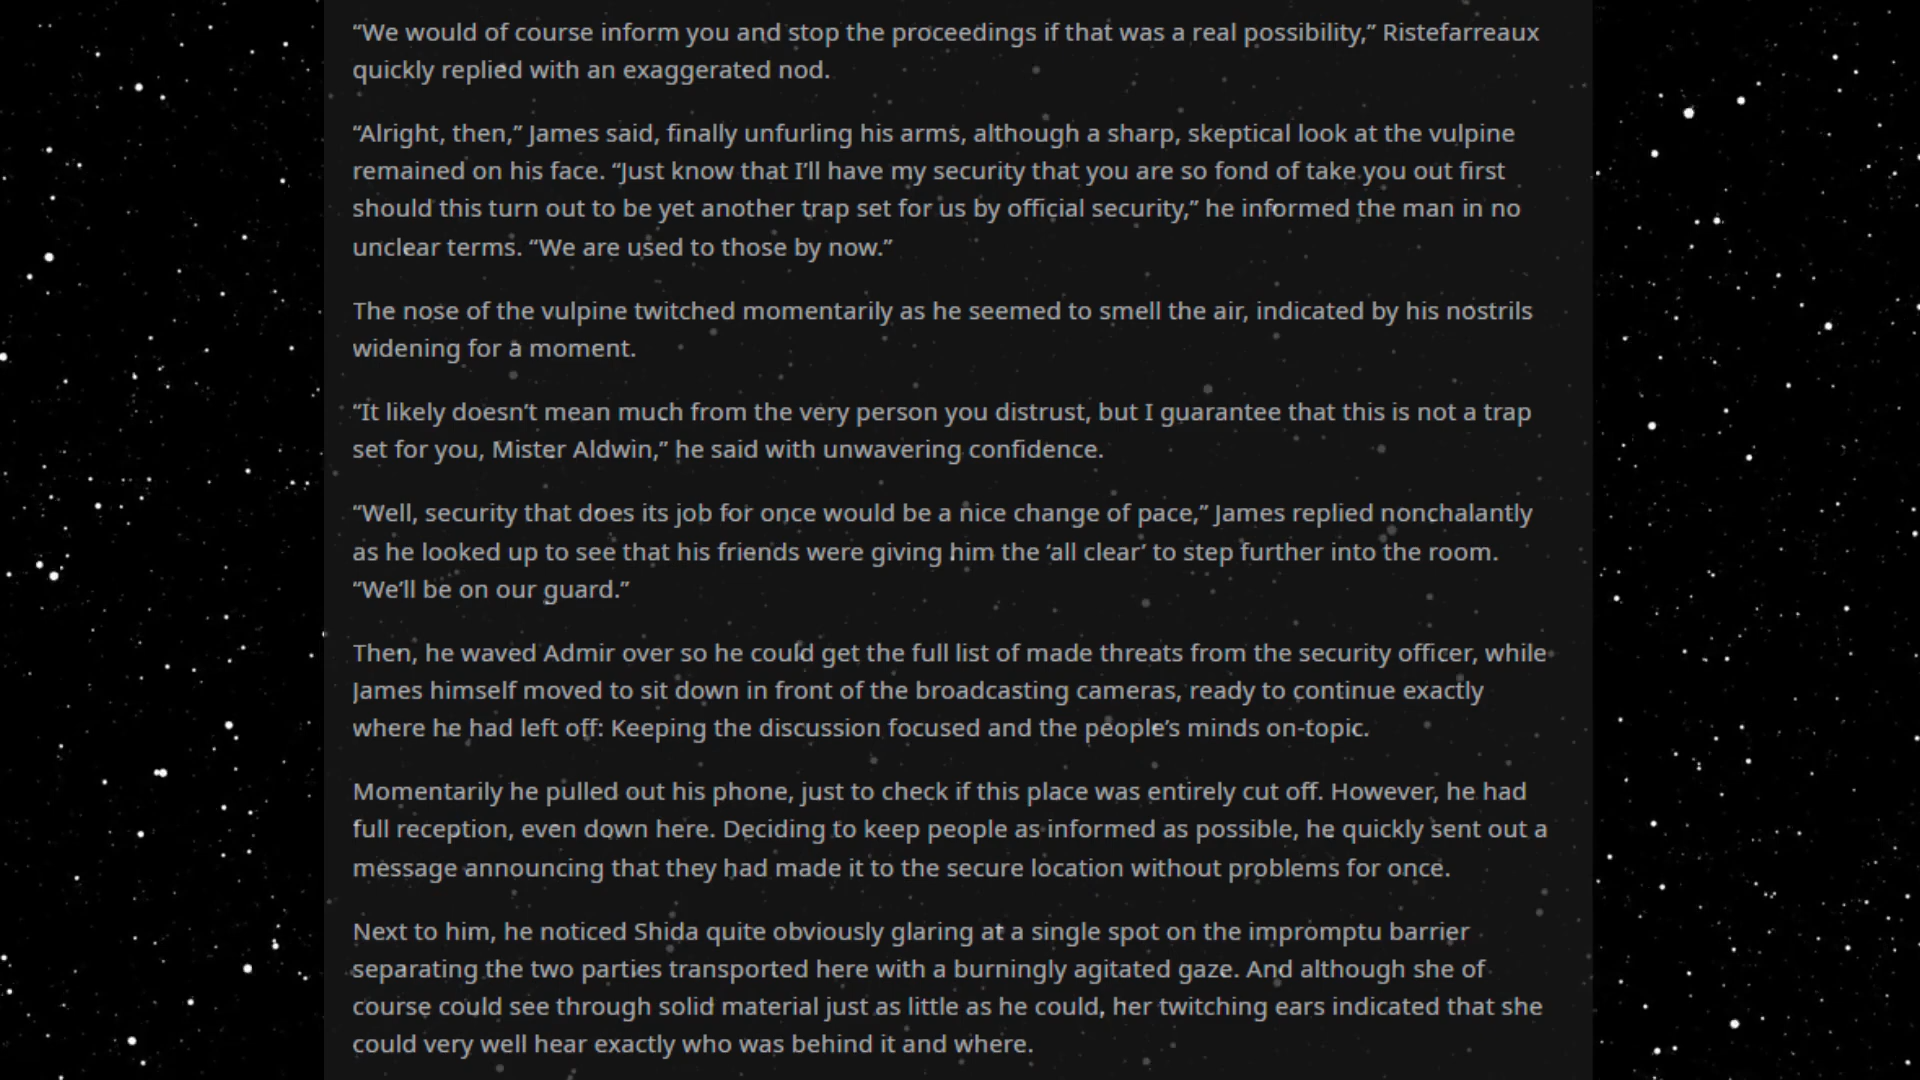 “We would of course inform you and stop the proceedings if that was a real possibility,” Ristefarreaux
quickly replied with an exaggerated nod.
“Alright, then,” James said, finally unfurling his arms, although a sharp, skeptical look at the vulpine
remained on his face. “Just know that I’ll have my security that you are so fond of take you out first
should this turn out to be yet another trap set for us by official security,” he informed the man in no
unclear terms. “We are used to those by now.”
The nose of the vulpine twitched momentarily as he seemed to smell the air, indicated by his nostrils
widening for a moment.
“It likely doesn’t mean much from the very person you distrust, but I guarantee that this is not a trap
set for you, Mister Aldwin,” he said with unwavering confidence.
“Well, security that does its job for once would be a nice change of pace,” James replied nonchalantly
as he looked up to see that his friends were giving him the ‘all clear’ to step further into the room.
“We’ll be on our guard.”
Then, he waved Admir over so he could get the full list of made threats from the security officer, while
James himself moved to sit down in front of the broadcasting cameras, ready to continue exactly
where he had left off: Keeping the discussion focused and the people’s minds on-topic.
Momentarily he pulled out his phone, just to check if this place was entirely cut off. However, he had
full reception, even down here. Deciding to keep people as informed as possible, he quickly sent out a
message announcing that they had made it to the secure location without problems for once.
Next to him, he noticed Shida quite obviously glaring at a single spot on the impromptu barrier
separating the two parties transported here with a burningly agitated gaze. And although she of
course could see through solid material just as little as he could, her twitching ears indicated that she
could very well hear exactly who was behind it and where.